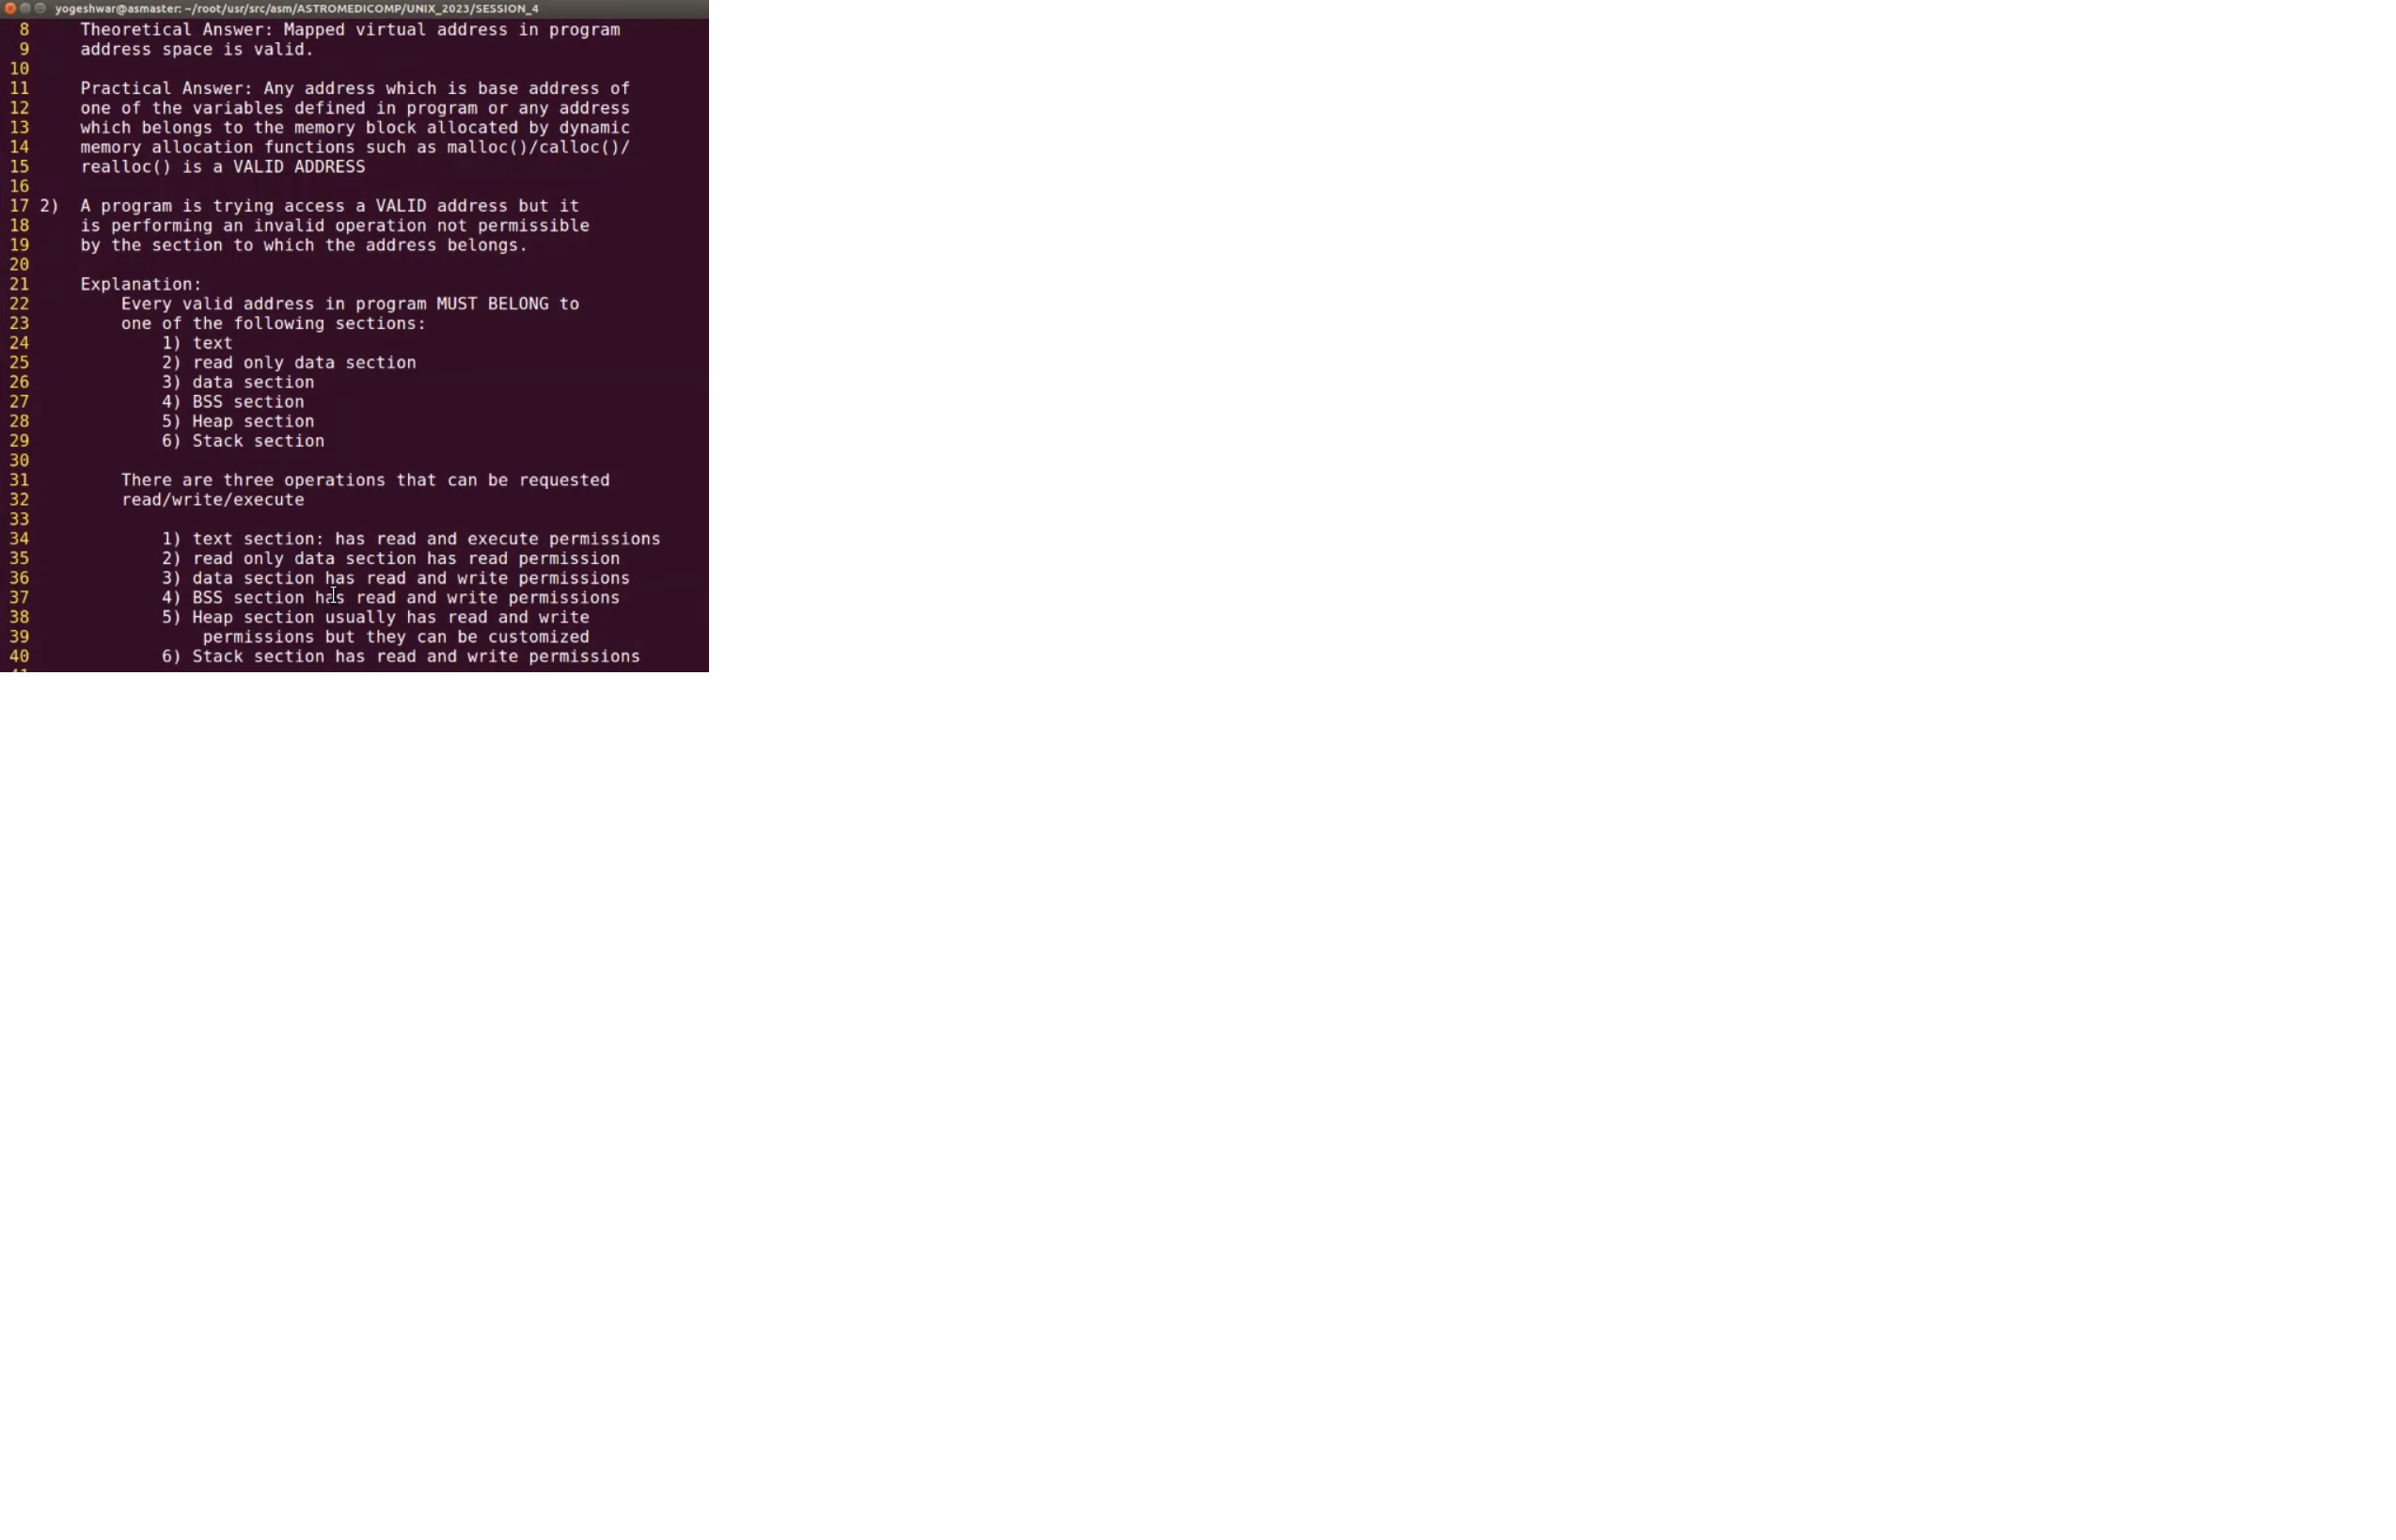 yogeshwar@asmaster: ~/root/usr/src/asm/ASTROMEDICOMP/UNIX_2023/SESSION_4
8 Theoretical Answer: Mapped virtual address in program
9 address space is valid.
10
11 Practical Answer: Any address which is base address of
12 one of the variables defined in program or any address
13 which belongs to the memory block allocated by dynamic
14 memory allocation functions such as malloc()/calloc()/
15 realloc() is a VALID ADDRESS
16
17 2) A program is trying access a VALID address but it
18 is performing an invalid operation not permissible
19 by the section to which the address belongs.
20
21 Explanation:
22 Every valid address in program MUST BELONG to
23 one of the following sections:
24 1) text
25 2) read only data section
26 3) data section
27 4) BSS section
28 5) Heap section
29 6) Stack section
30
31 There are three operations that can be requested
32 read/write/execute
33
34 1) text section: has read and execute permissions
35 2) read only data section has read permission
36 3) data section has read and write permissions
37 4) BSS section has read and write permissions
38 5) Heap section usually has read and write
39 permissions but they can be customized
40 6) Stack section has read and write permissions